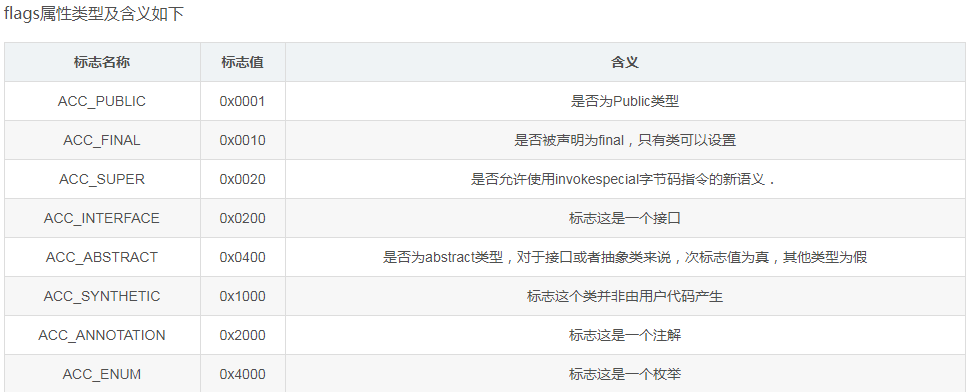 flags属性类型及含义如下
标志名称 标志值 含义
ACC_PUBLIC 0x0001 是否为Public类型
ACC_FINAL 0x0010 是否被声明为final，只有类可以设置
ACC_SUPER 0x0020 是否允许使用invokespecial字节码指令的新语义．
ACC_INTERFACE 0x0200 标志这是一个接口
ACC_ABSTRACT 0x0400 是否为abstract类型，对于接口或者抽象类来说，次标志值为真，其他类型为假
ACC_SYNTHETIC 0x1000 标志这个类并非由用户代码产生
ACC_ANNOTATION 0x2000 标志这是一个注解
ACC_ENUM 0x4000 标志这是一个枚举